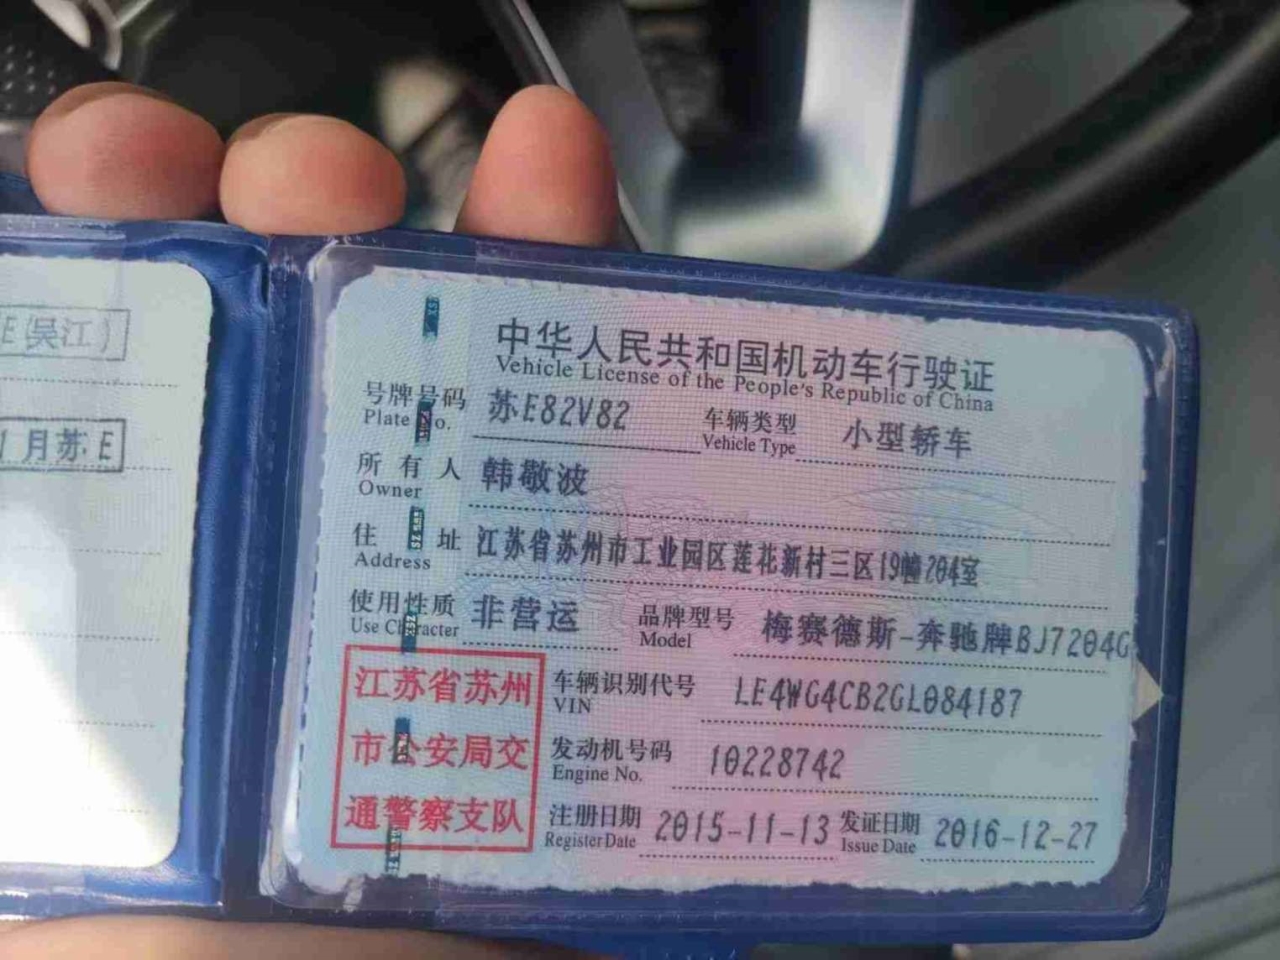 E(吴江)
1月苏E
中华人民共和国机动车行驶证
Vehicle License of the People's Republic of China
号牌号码 苏E82V82 车辆类型 小型轿车
Plate No. Vehicle Type
所有人 韩敬波
Owner
住址 江苏省苏州市工业园区莲花新村三区19幢204室
Address
使用性质 非营运 品牌型号 梅赛德斯-奔驰牌BJ7204G
Use Character Model
江苏省苏州
市公安局交
通警察支队
车辆识别代号 LE4WG4CB2GL084187
VIN
发动机号码 10228742
Engine No.
注册日期 2015-11-13 发证日期 2016-12-27
Register Date Issue Date